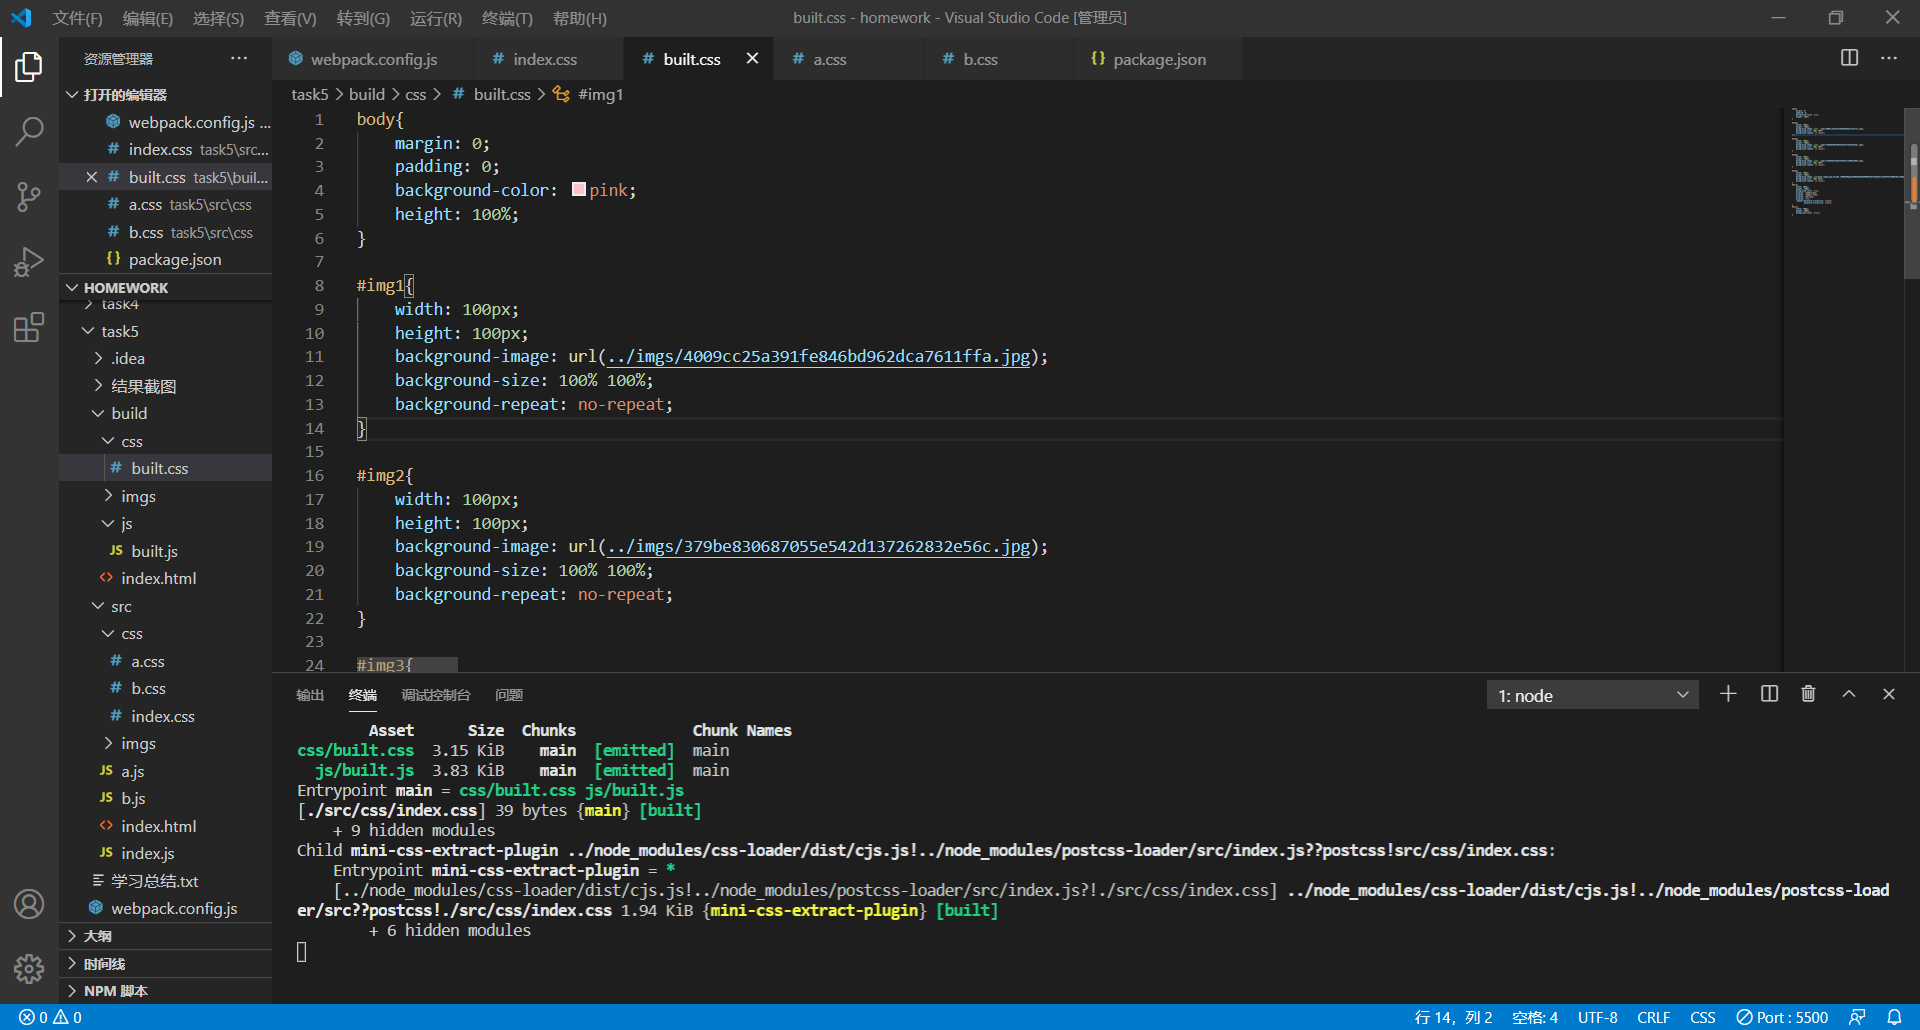 文件(F) 编辑(E) 选择(S) 查看(V) 转到(G) 运行(R) 终端(T) 帮助(H) built.css - homework - Visual Studio Code [管理员]
资源管理器 ···
打开的编辑器
webpack.config.js ...
# index.css task5\src...
# built.css task5\buil...
# a.css task5\src\css
# b.css task5\src\css
{} package.json
HOMEWORK
task4
task5
.idea
结果截图
build
css
# built.css
imgs
js
JS built.js
<> index.html
src
css
# a.css
# b.css
# index.css
imgs
JS a.js
JS b.js
<> index.html
JS index.js
学习总结.txt
webpack.config.js
大纲
时间线
NPM 脚本
webpack.config.js # index.css # built.css # a.css # b.css {} package.json
task5 > build > css > # built.css > #img1
1 body{
2 margin: 0;
3 padding: 0;
4 background-color: pink;
5 height: 100%;
6 }
7
8 #img1{
9 width: 100px;
10 height: 100px;
11 background-image: url(../imgs/4009cc25a391fe846bd962dca7611ffa.jpg);
12 background-size: 100% 100%;
13 background-repeat: no-repeat;
14 }
15
16 #img2{
17 width: 100px;
18 height: 100px;
19 background-image: url(../imgs/379be830687055e542d137262832e56c.jpg);
20 background-size: 100% 100%;
21 background-repeat: no-repeat;
22 }
23
24 #img3{
输出 终端 调试控制台 问题 1: node
Asset Size Chunks Chunk Names
css/built.css 3.15 KiB main [emitted] main
js/built.js 3.83 KiB main [emitted] main
Entrypoint main = css/built.css js/built.js
[./src/css/index.css] 39 bytes {main} [built]
+ 9 hidden modules
Child mini-css-extract-plugin ../node_modules/css-loader/dist/cjs.js!../node_modules/postcss-loader/src/index.js??postcss!src/css/index.css:
Entrypoint mini-css-extract-plugin = *
[../node_modules/css-loader/dist/cjs.js!../node_modules/postcss-loader/src/index.js?!./src/css/index.css] ../node_modules/css-loader/dist/cjs.js!../node_modules/postcss-load
er/src??postcss!./src/css/index.css 1.94 KiB {mini-css-extract-plugin} [built]
+ 6 hidden modules
0 0 行 14，列 2 空格: 4 UTF-8 CRLF CSS Port : 5500